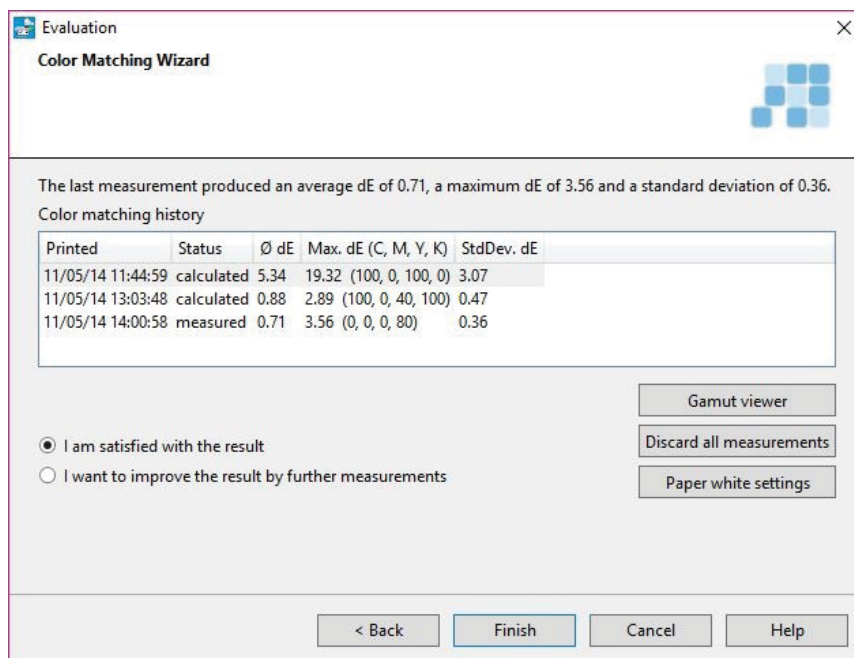 Evaluation
Color Matching Wizard
The last measurement produced an average dE of 0.71, a maximum dE of 3.56 and a standard deviation of 0.36.
Color matching history
Printed Status Ø dE Max. dE (C, M, Y, K) StdDev. dE
11/05/14 11:44:59 calculated 5.34 19.32 (100, 0, 100, 0) 3.07
11/05/14 13:03:48 calculated 0.88 2.89 (100, 0, 40, 100) 0.47
11/05/14 14:00:58 measured 0.71 3.56 (0, 0, 0, 80) 0.36
Gamut viewer
I am satisfied with the result
Discard all measurements
I want to improve the result by further measurements
Paper white settings
< Back Finish Cancel Help